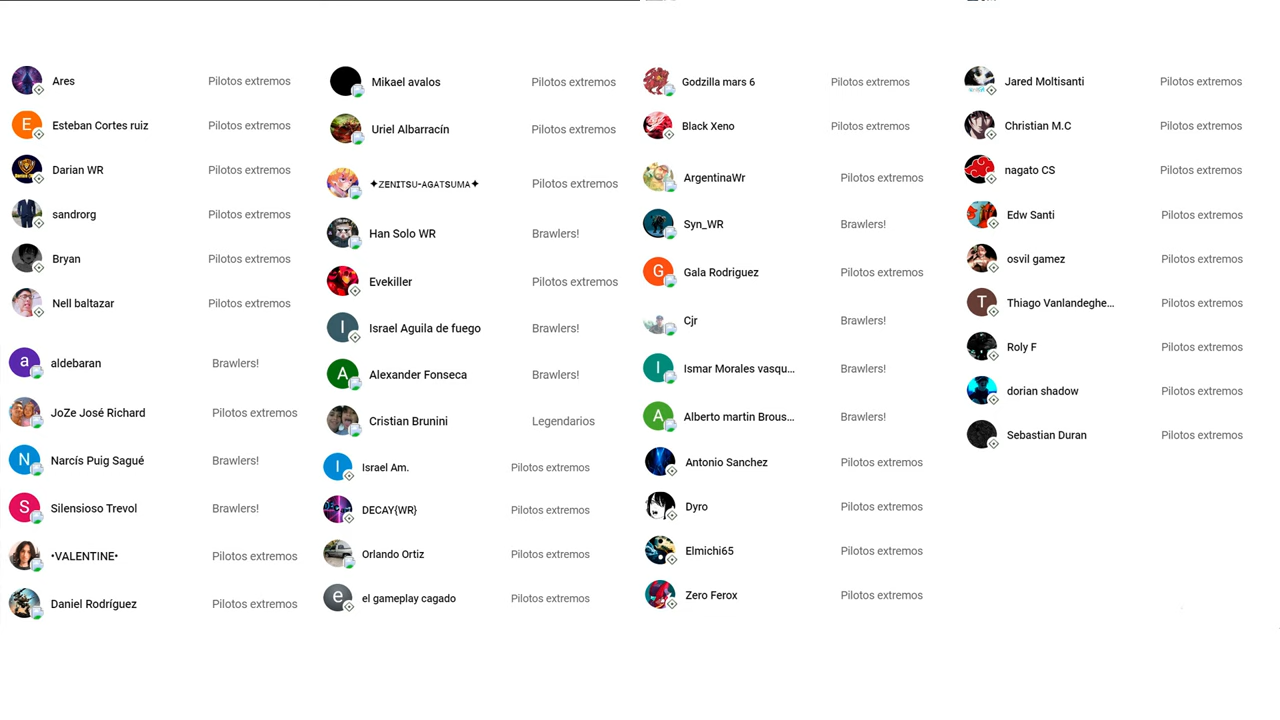 Ares Pilotos extremos
E Esteban Cortes ruiz Pilotos extremos
Darian WR Pilotos extremos
sandrorg Pilotos extremos
Bryan Pilotos extremos
Nell baltazar Pilotos extremos
a aldebaran Brawlers!
JoZe José Richard Pilotos extremos
N Narcís Puig Sagué Brawlers!
S Silensioso Trevol Brawlers!
•VALENTINE• Pilotos extremos
Daniel Rodríguez Pilotos extremos
Mikael avalos Pilotos extremos
Uriel Albarracín Pilotos extremos
✦ZENITSU-AGATSUMA✦ Pilotos extremos
Han Solo WR Brawlers!
Evekiller Pilotos extremos
I Israel Aguila de fuego Brawlers!
A Alexander Fonseca Brawlers!
Cristian Brunini Legendarios
I Israel Am. Pilotos extremos
DECAY{WR} Pilotos extremos
Orlando Ortiz Pilotos extremos
e el gameplay cagado Pilotos extremos
Godzilla mars 6 Pilotos extremos
Black Xeno Pilotos extremos
ArgentinaWr Pilotos extremos
Syn_WR Brawlers!
G Gala Rodriguez Pilotos extremos
Cjr Brawlers!
I Ismar Morales vasqu... Brawlers!
A Alberto martin Brous... Brawlers!
Antonio Sanchez Pilotos extremos
Dyro Pilotos extremos
Elmichi65 Pilotos extremos
Zero Ferox Pilotos extremos
Jared Moltisanti Pilotos extremos
Christian M.C Pilotos extremos
nagato CS Pilotos extremos
Edw Santi Pilotos extremos
osvil gamez Pilotos extremos
T Thiago Vanlandeghe... Pilotos extremos
Roly F Pilotos extremos
dorian shadow Pilotos extremos
Sebastian Duran Pilotos extremos